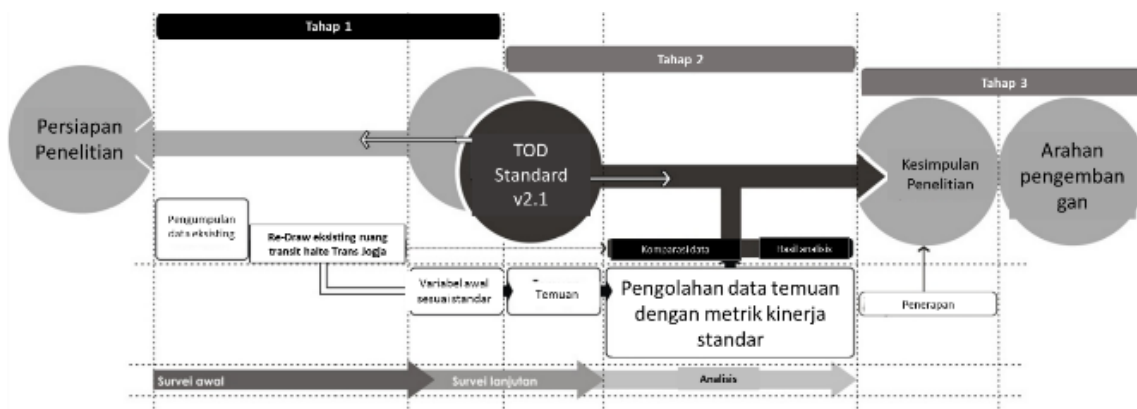 Tahap 1
Tahap 2
Tahap 3
Persiapan
Penelitian
TOD
Standard
v2.1
Kesimpulan
Penelitian
Arahan
pengemban
gan
Pengumpulan
data eksisting
Re-Draw eksisting ruang
transit halte Trans Jogja
Komparasi data
Hasil analisis
Variabel awal
sesuai standar
Temuan
Pengolahan data temuan
dengan metrik kinerja
standar
Penerapan
Survei awal
Survei lanjutan
Analisis